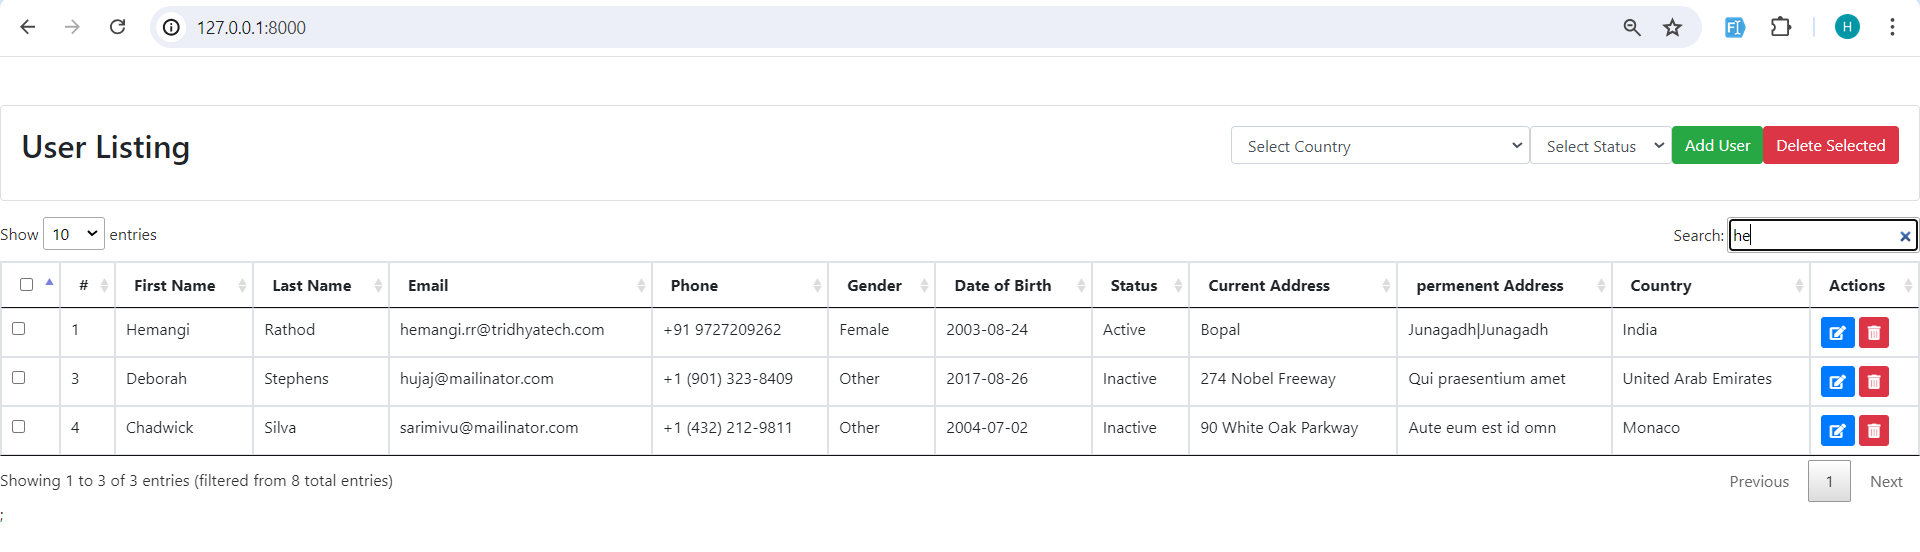 127.0.0.1:8000
H
User Listing
Select Country Select Status Add User Delete Selected
Show 10 entries Search: he
# First Name Last Name Email Phone Gender Date of Birth Status Current Address permenent Address Country Actions
1 Hemangi Rathod hemangi.rr@tridhyatech.com +91 9727209262 Female 2003-08-24 Active Bopal Junagadh|Junagadh India
3 Deborah Stephens hujaj@mailinator.com +1 (901) 323-8409 Other 2017-08-26 Inactive 274 Nobel Freeway Qui praesentium amet United Arab Emirates
4 Chadwick Silva sarimivu@mailinator.com +1 (432) 212-9811 Other 2004-07-02 Inactive 90 White Oak Parkway Aute eum est id omn Monaco
Showing 1 to 3 of 3 entries (filtered from 8 total entries) Previous 1 Next
;